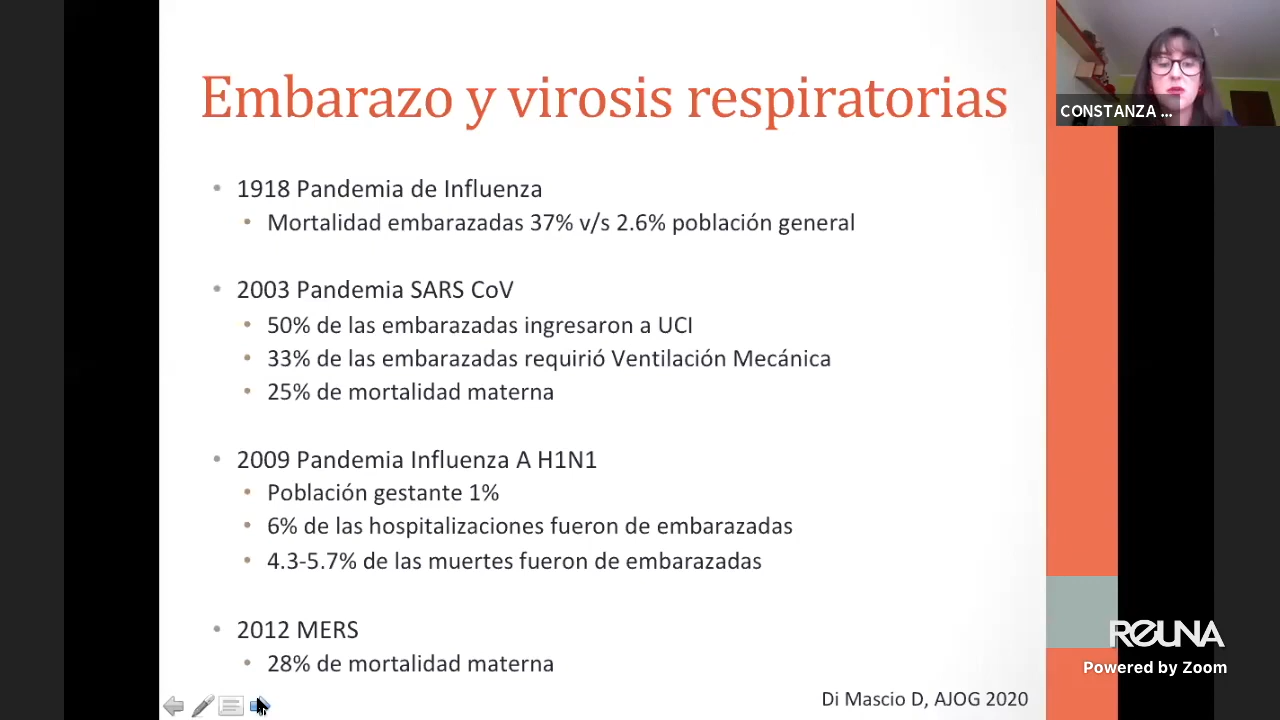 Embarazo y virosis respiratorias
CONSTANZA ...
• 1918 Pandemia de Influenza
• Mortalidad embarazadas 37% v/s 2.6% población general
• 2003 Pandemia SARS CoV
• 50% de las embarazadas ingresaron a UCI
• 33% de las embarazadas requirió Ventilación Mecánica
• 25% de mortalidad materna
• 2009 Pandemia Influenza A H1N1
• Población gestante 1%
• 6% de las hospitalizaciones fueron de embarazadas
• 4.3-5.7% de las muertes fueron de embarazadas
• 2012 MERS
• 28% de mortalidad materna
Di Mascio D, AJOG 2020
REUNA
Powered by Zoom